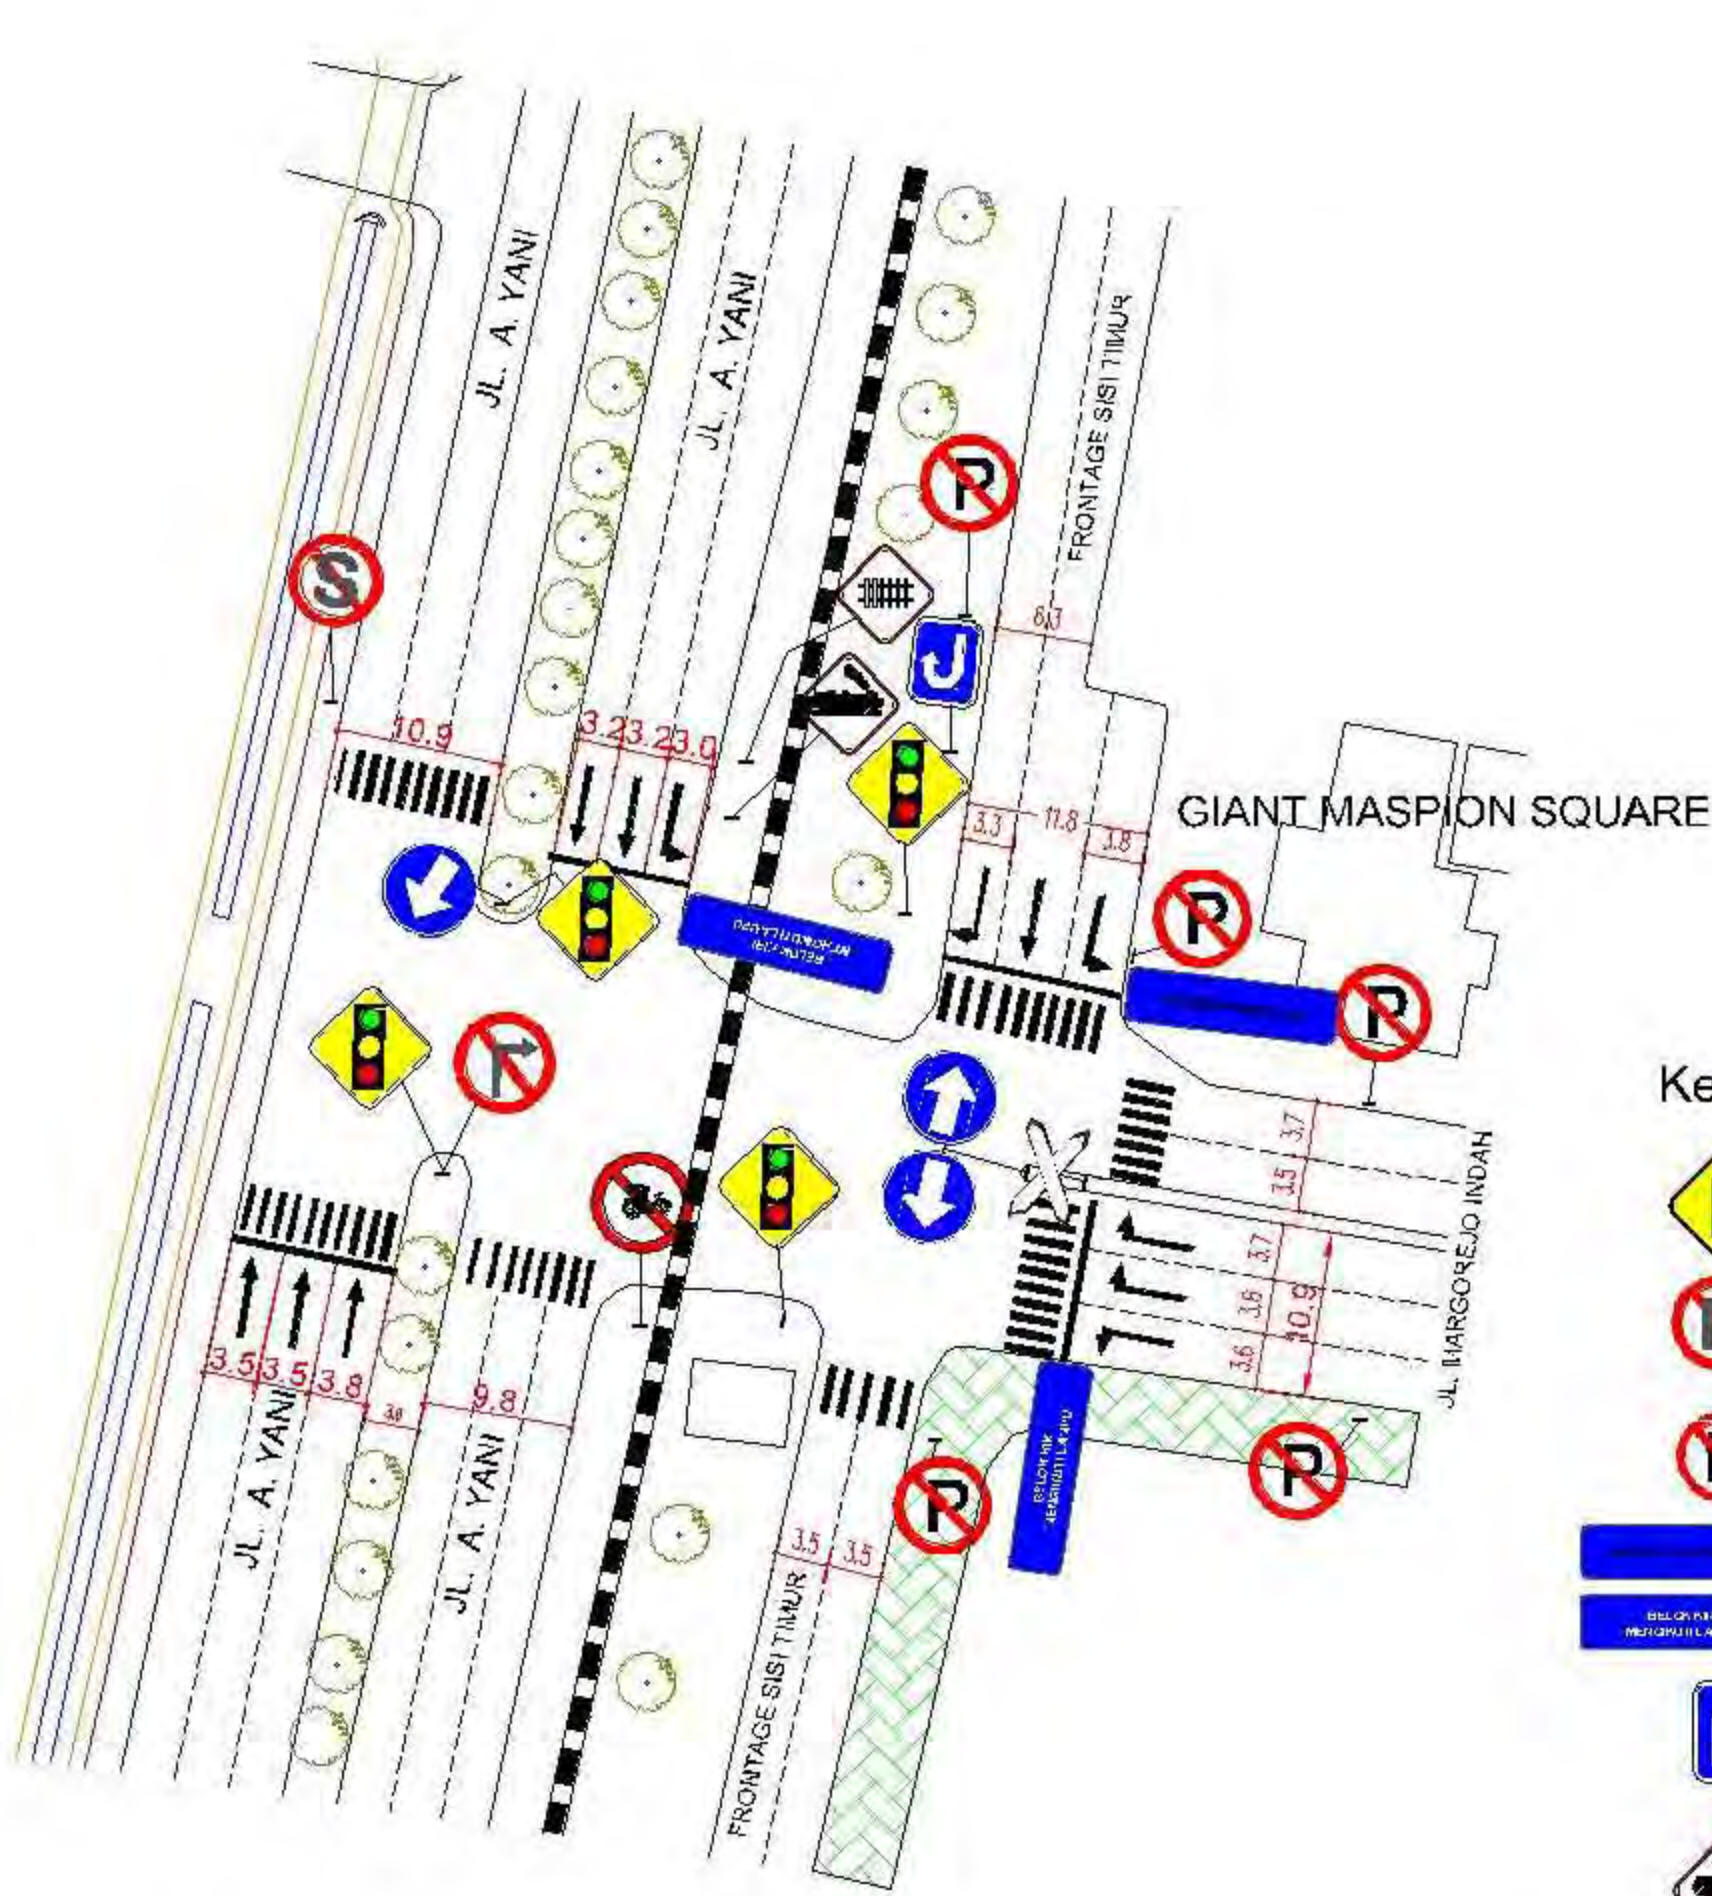 JL. A. YANI
JL. A. YANI
FRONTAGE SISI TIMUR
P
S
6,3
10.9
3.2
3.2
3.0
GIANT MASPION SQUARE
3.3
11.8
3.8
P
BELOK KIRI
P
Ke
3.7
3.5
3.7
3.6
10.9
JL. MARGOREJO INDAH
3.5
3.5
3.8
9.8
JL. A. YANI
JL. A. YANI
P
P
3.5
3.5
FRONTAGE SISI TIMUR